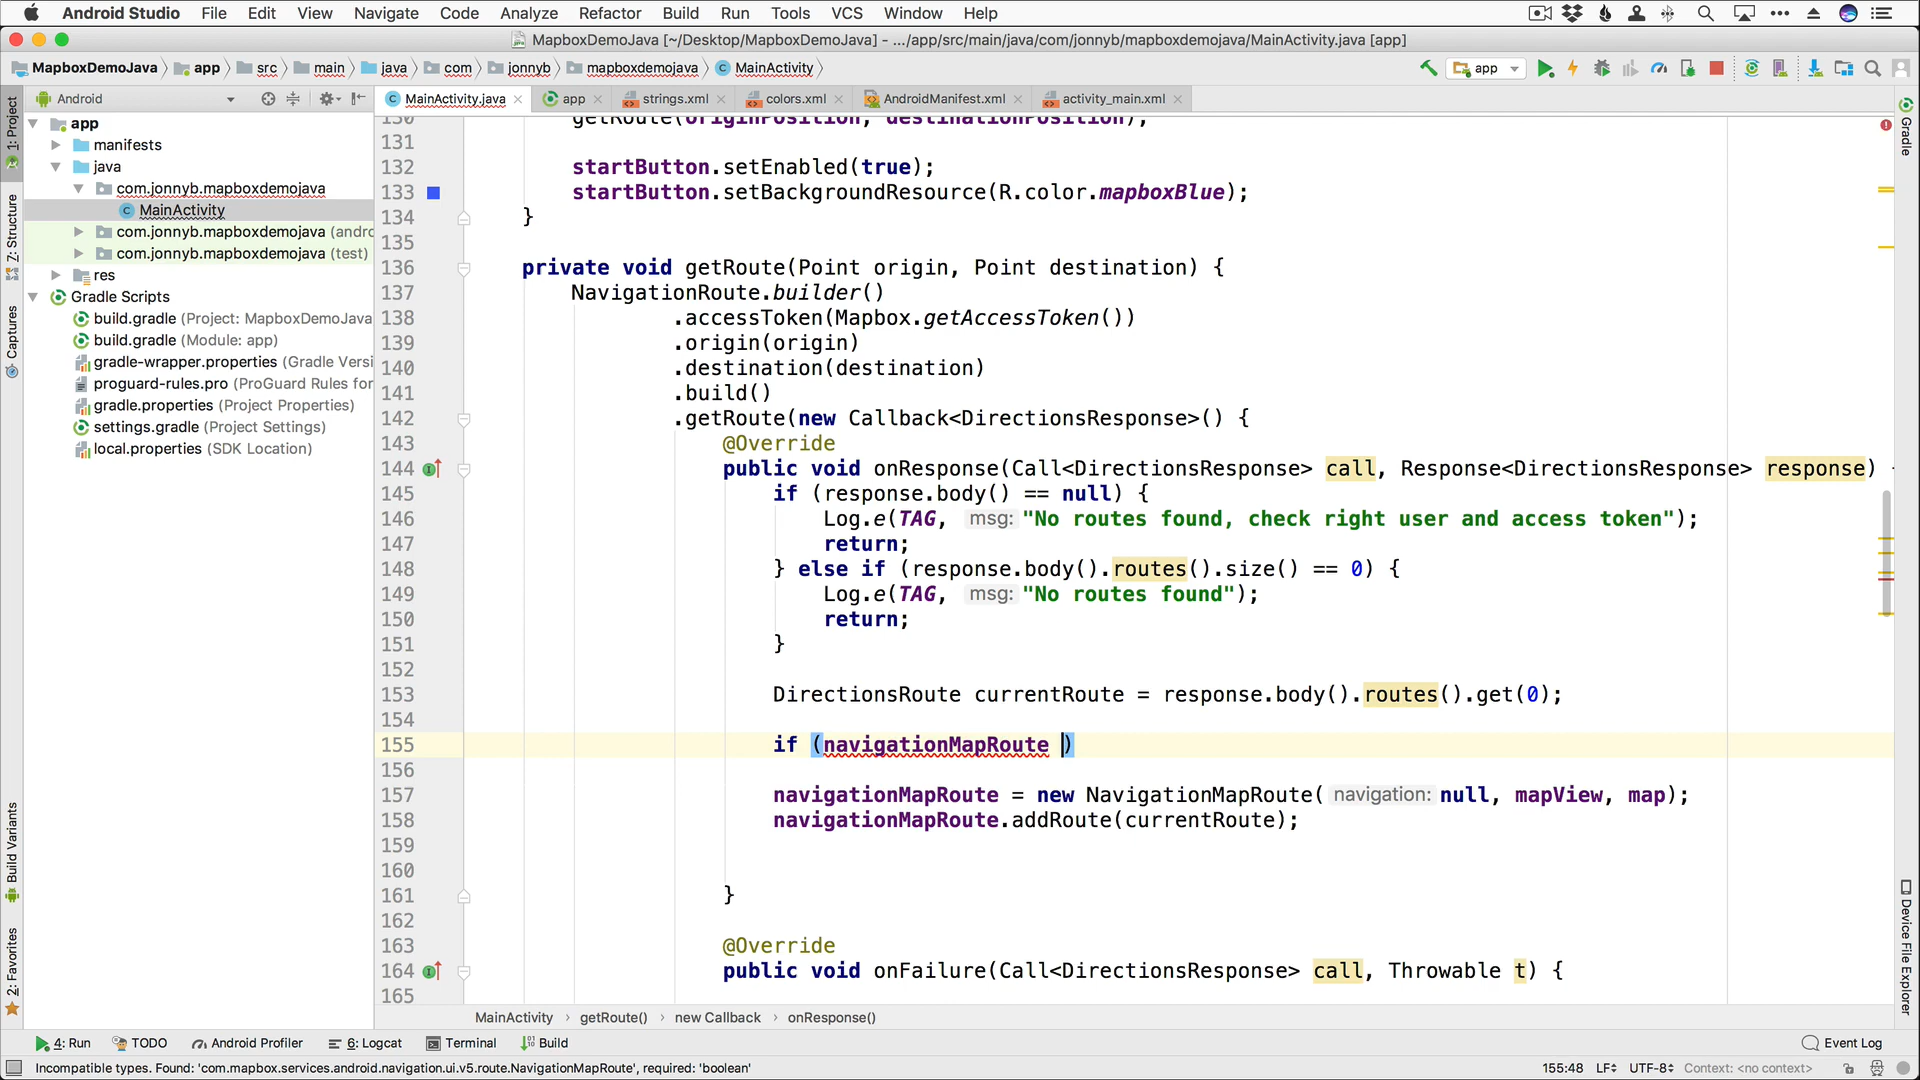 Android Studio File Edit View Navigate Code Analyze Refactor Build Run Tools VCS Window Help
MapboxDemoJava [~/Desktop/MapboxDemoJava] - .../app/src/main/java/com/jonnyb/mapboxdemojava/MainActivity.java [app]
MapboxDemoJava app src main java com jonnyb mapboxdemojava MainActivity app
Android MainActivity.java app strings.xml colors.xml AndroidManifest.xml activity_main.xml
1: Project
Z: Structure
Captures
Build Variants
2: Favorites
app
manifests
java
com.jonnyb.mapboxdemojava
MainActivity
com.jonnyb.mapboxdemojava (andro
com.jonnyb.mapboxdemojava (test)
res
Gradle Scripts
build.gradle (Project: MapboxDemoJava
build.gradle (Module: app)
gradle-wrapper.properties (Gradle Versi
proguard-rules.pro (ProGuard Rules for
gradle.properties (Project Properties)
settings.gradle (Project Settings)
local.properties (SDK Location)
130 getRoute(originPosition, destinationPosition);
131
132 startButton.setEnabled(true);
133 startButton.setBackgroundResource(R.color.mapboxBlue);
134 }
135
136 private void getRoute(Point origin, Point destination) {
137 NavigationRoute.builder()
138 .accessToken(Mapbox.getAccessToken())
139 .origin(origin)
140 .destination(destination)
141 .build()
142 .getRoute(new Callback<DirectionsResponse>() {
143 @Override
144 public void onResponse(Call<DirectionsResponse> call, Response<DirectionsResponse> response) {
145 if (response.body() == null) {
146 Log.e(TAG, msg: "No routes found, check right user and access token");
147 return;
148 } else if (response.body().routes().size() == 0) {
149 Log.e(TAG, msg: "No routes found");
150 return;
151 }
152
153 DirectionsRoute currentRoute = response.body().routes().get(0);
154
155 if (navigationMapRoute )
156
157 navigationMapRoute = new NavigationMapRoute( navigation: null, mapView, map);
158 navigationMapRoute.addRoute(currentRoute);
159
160
161 }
162
163 @Override
164 public void onFailure(Call<DirectionsResponse> call, Throwable t) {
165
Gradle
Device File Explorer
MainActivity › getRoute() › new Callback › onResponse()
4: Run TODO Android Profiler 6: Logcat Terminal Build Event Log
Incompatible types. Found: 'com.mapbox.services.android.navigation.ui.v5.route.NavigationMapRoute', required: 'boolean' 155:48 LF UTF-8 Context: <no context>